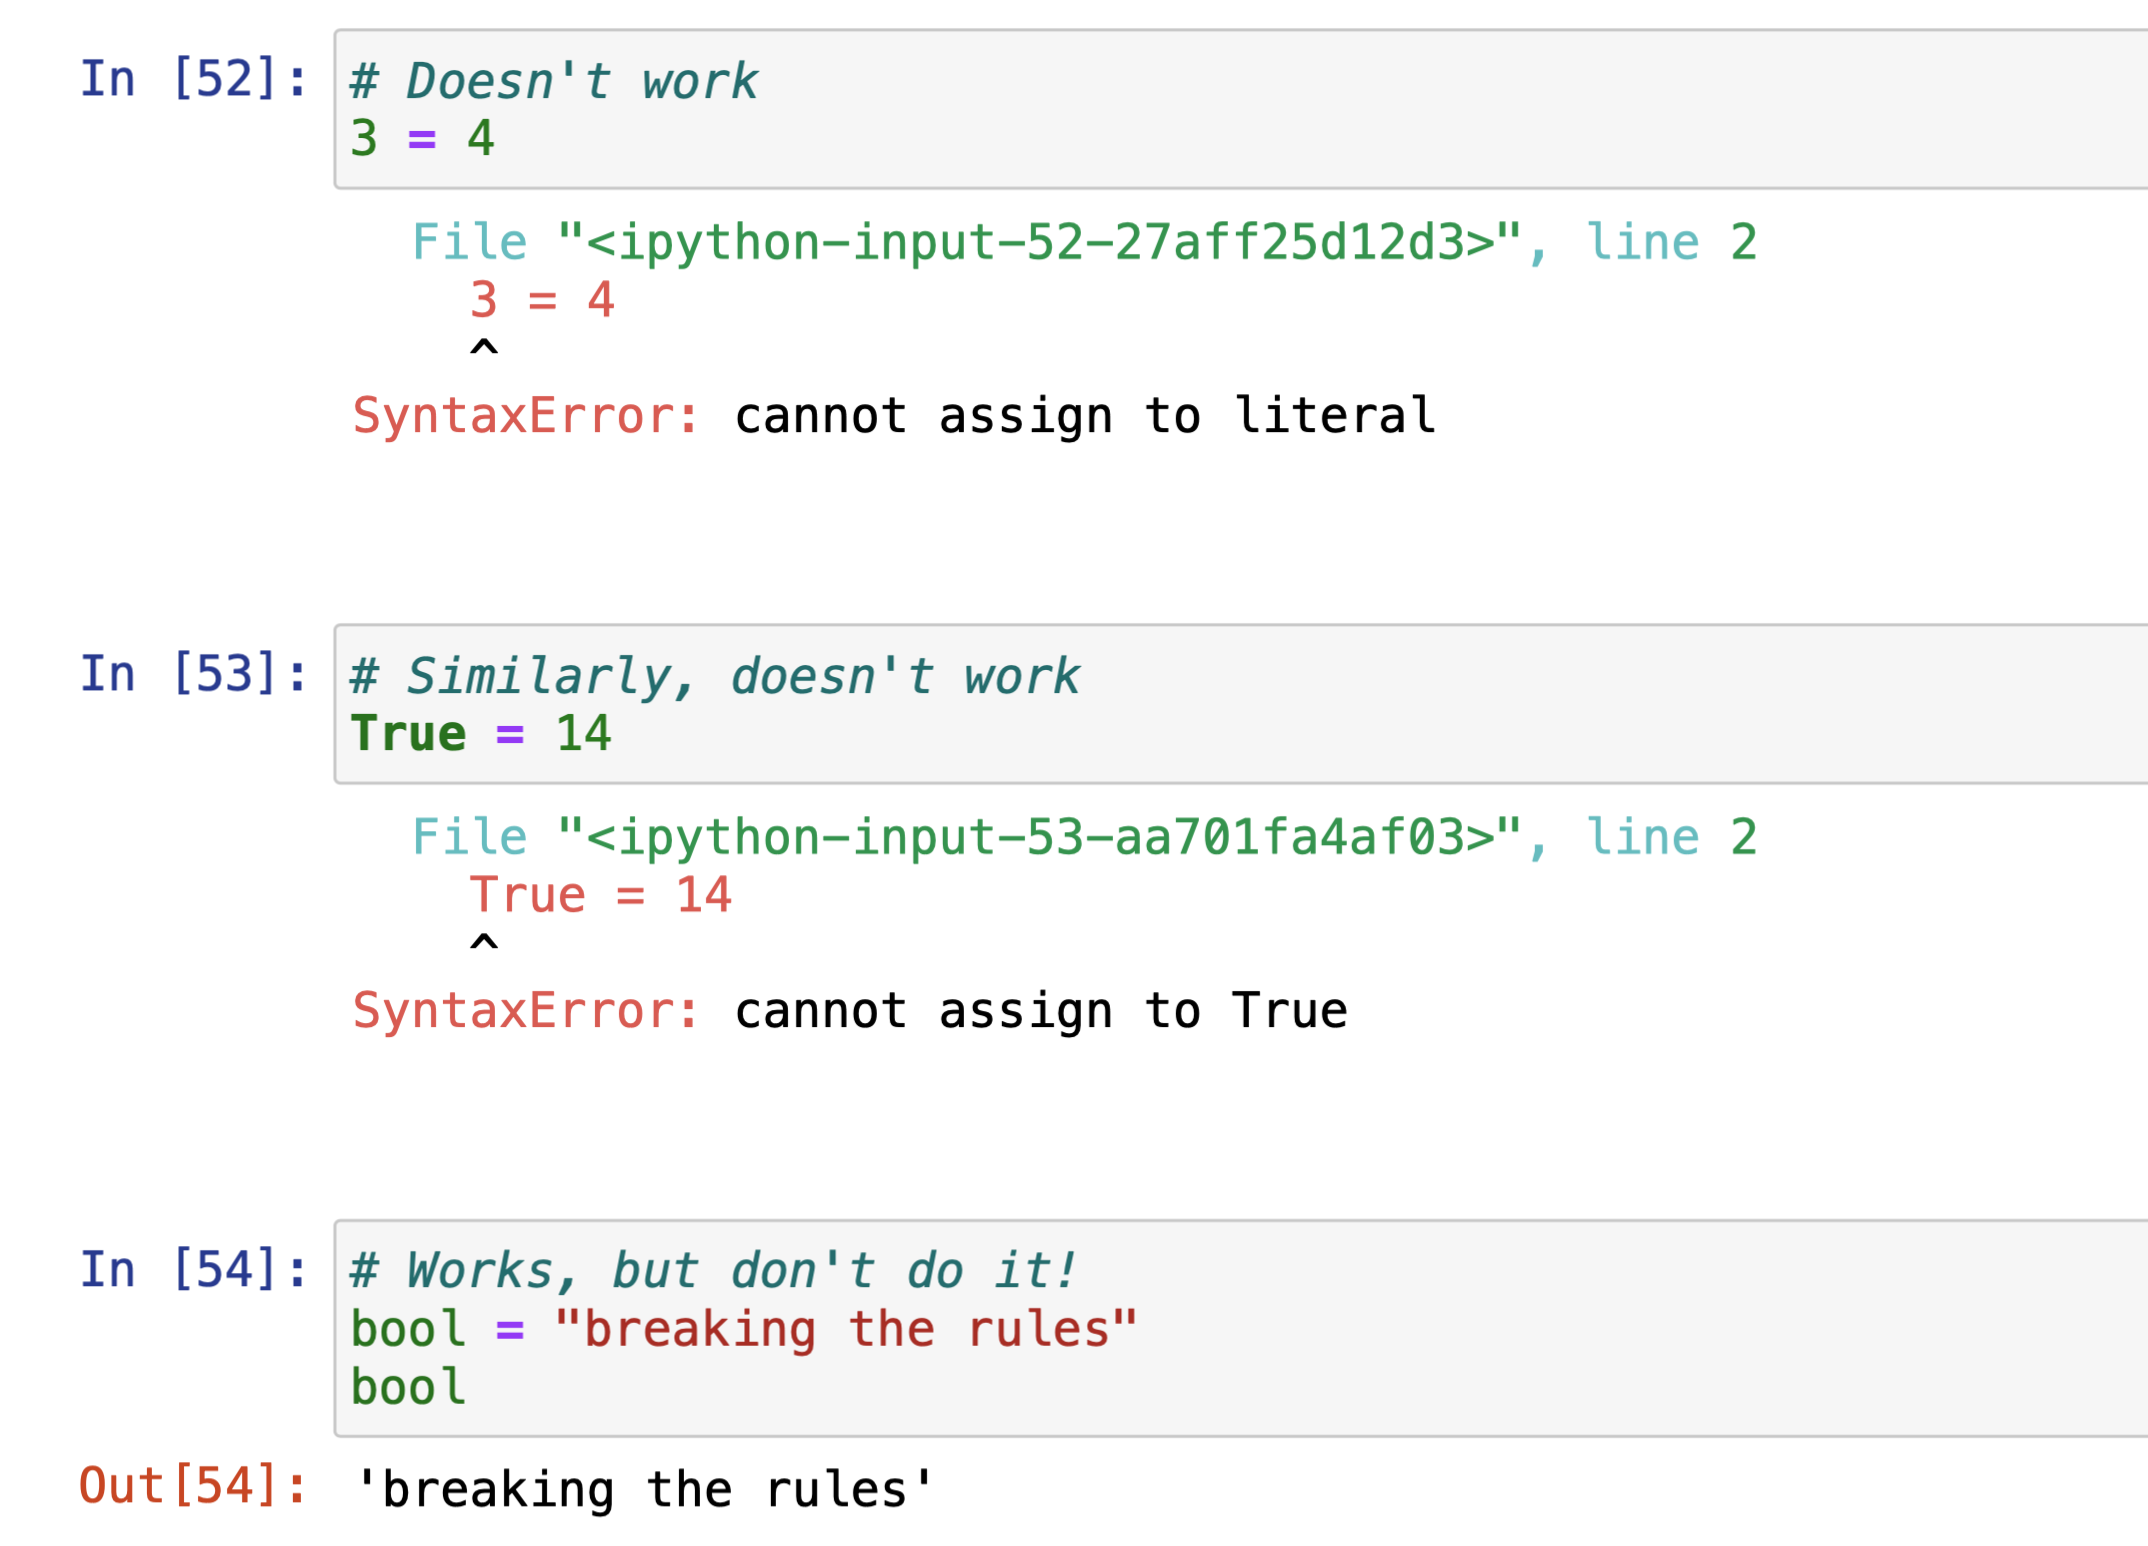 In [52]: # Doesn't work
3 = 4
File "<ipython-input-52-27aff25d12d3>", line 2
3 = 4
^
SyntaxError: cannot assign to literal
In [53]: # Similarly, doesn't work
True = 14
File "<ipython-input-53-aa701fa4af03>", line 2
True = 14
^
SyntaxError: cannot assign to True
In [54]: # Works, but don't do it!
bool = "breaking the rules"
bool
Out[54]: 'breaking the rules'